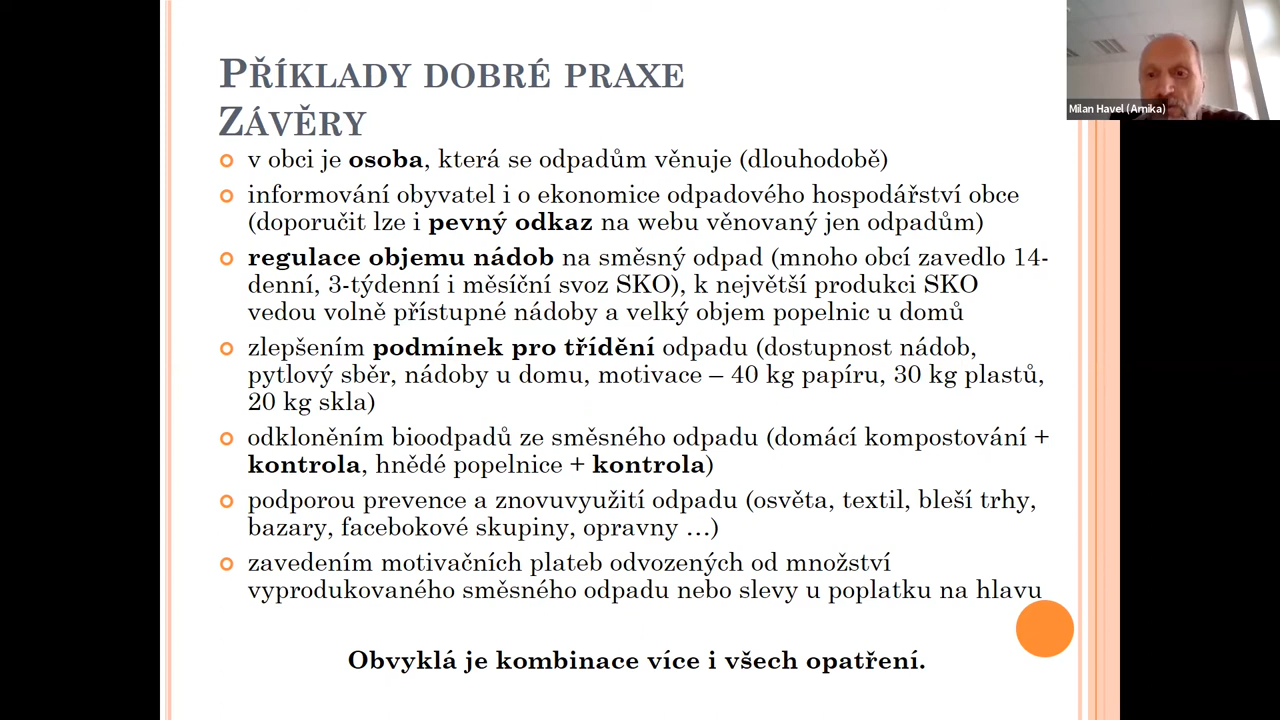 Příklady dobré praxe
Závěry
v obci je osoba, která se odpadům věnuje (dlouhodobě)
informování obyvatel i o ekonomice odpadového hospodářství obce
(doporučit lze i pevný odkaz na webu věnovaný jen odpadům)
regulace objemu nádob na směsný odpad (mnoho obcí zavedlo 14-
denní, 3-týdenní i měsíční svoz SKO), k největší produkci SKO
vedou volně přístupné nádoby a velký objem popelnic u domů
zlepšením podmínek pro třídění odpadu (dostupnost nádob,
pytlový sběr, nádoby u domu, motivace – 40 kg papíru, 30 kg plastů,
20 kg skla)
odkloněním bioodpadů ze směsného odpadu (domácí kompostování +
kontrola, hnědé popelnice + kontrola)
podporou prevence a znovuvyužití odpadu (osvěta, textil, bleší trhy,
bazary, facebokové skupiny, opravny …)
zavedením motivačních plateb odvozených od množství
vyprodukovaného směsného odpadu nebo slevy u poplatku na hlavu
Obvyklá je kombinace více i všech opatření.
Milan Havel (Arnika)